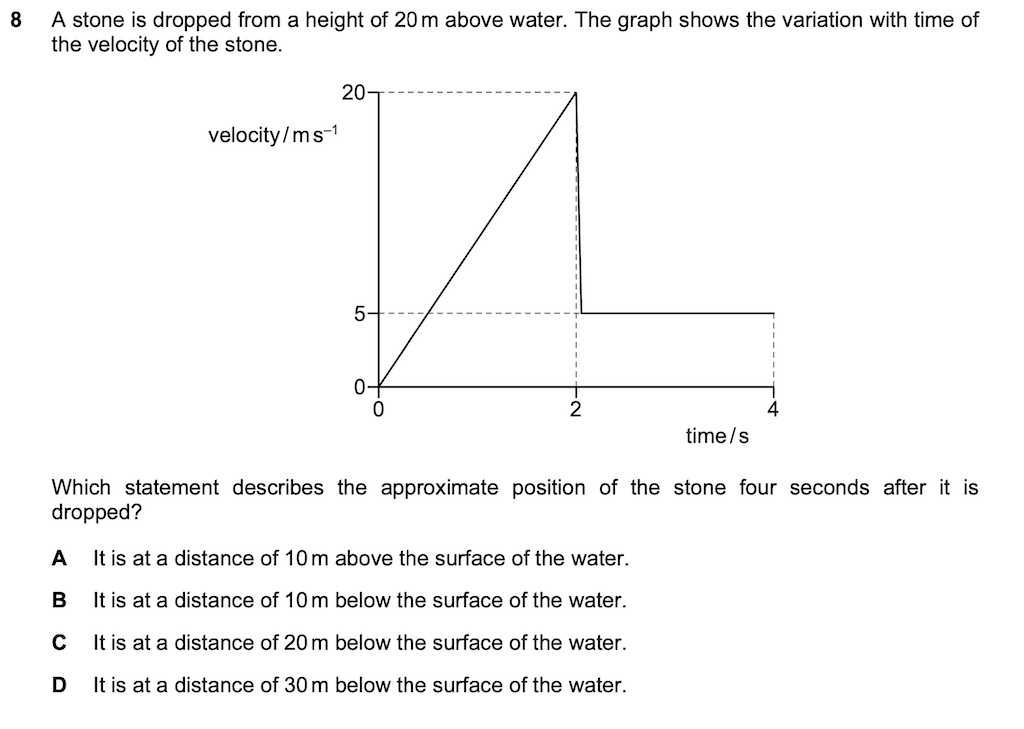 8 A stone is dropped from a height of 20 m above water. The graph shows the variation with time of
the velocity of the stone.
20
velocity / m s⁻¹
5
0
0 2 4
time / s
Which statement describes the approximate position of the stone four seconds after it is
dropped?
A It is at a distance of 10 m above the surface of the water.
B It is at a distance of 10 m below the surface of the water.
C It is at a distance of 20 m below the surface of the water.
D It is at a distance of 30 m below the surface of the water.